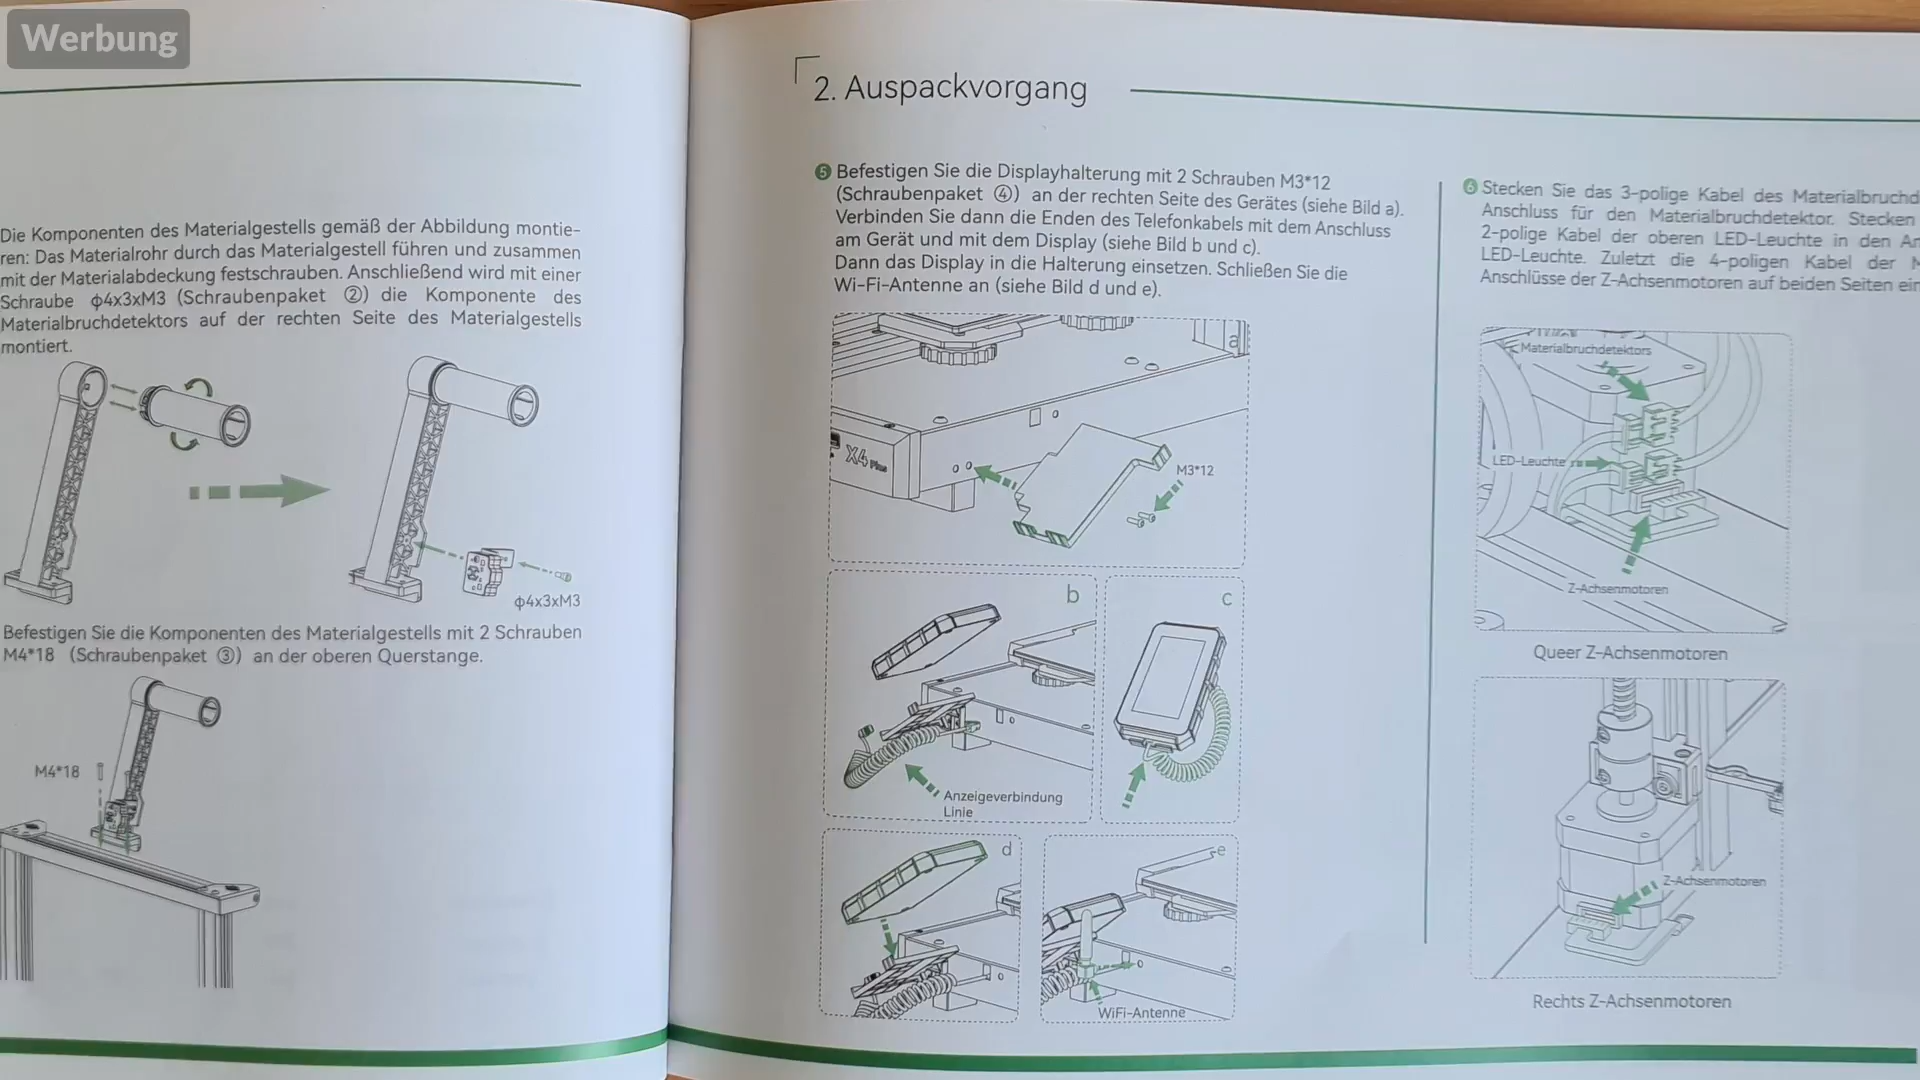 Werbung
Die Komponenten des Materialgestells gemäß der Abbildung montie-
ren: Das Materialrohr durch das Materialgestell führen und zusammen
mit der Materialabdeckung festschrauben. Anschließend wird mit einer
Schraube φ4x3xM3 (Schraubenpaket ②) die Komponente des
Materialbruchdetektors auf der rechten Seite des Materialgestells
montiert.
φ4x3xM3
Befestigen Sie die Komponenten des Materialgestells mit 2 Schrauben
M4*18 (Schraubenpaket ③) an der oberen Querstange.
M4*18
2. Auspackvorgang
5 Befestigen Sie die Displayhalterung mit 2 Schrauben M3*12
(Schraubenpaket ④) an der rechten Seite des Gerätes (siehe Bild a).
Verbinden Sie dann die Enden des Telefonkabels mit dem Anschluss
am Gerät und mit dem Display (siehe Bild b und c).
Dann das Display in die Halterung einsetzen. Schließen Sie die
Wi-Fi-Antenne an (siehe Bild d und e).
a
X4 Plus
M3*12
b
c
Anzeigeverbindung
Linie
d
e
WiFi-Antenne
6 Stecken Sie das 3-polige Kabel des Materialbruchd
Anschluss für den Materialbruchdetektor. Stecken
2-polige Kabel der oberen LED-Leuchte in den An
LED-Leuchte. Zuletzt die 4-poligen Kabel der M
Anschlüsse der Z-Achsenmotoren auf beiden Seiten ein
Materialbruchdetektors
LED-Leuchte
Z-Achsenmotoren
Queer Z-Achsenmotoren
Z-Achsenmotoren
Rechts Z-Achsenmotoren